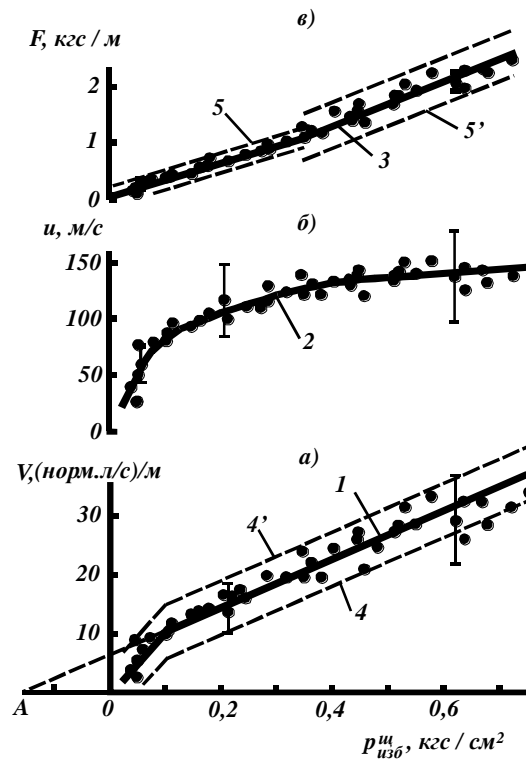 в)
F, кгс / м
2
5
1
3
5’
0
б)
u, м/с
150
100
2
50
0
V,(норм.л/с)/м
а)
1
30
4’
20
4
10
А 0 0,2 0,4 0,6
pщизб, кгс / см2